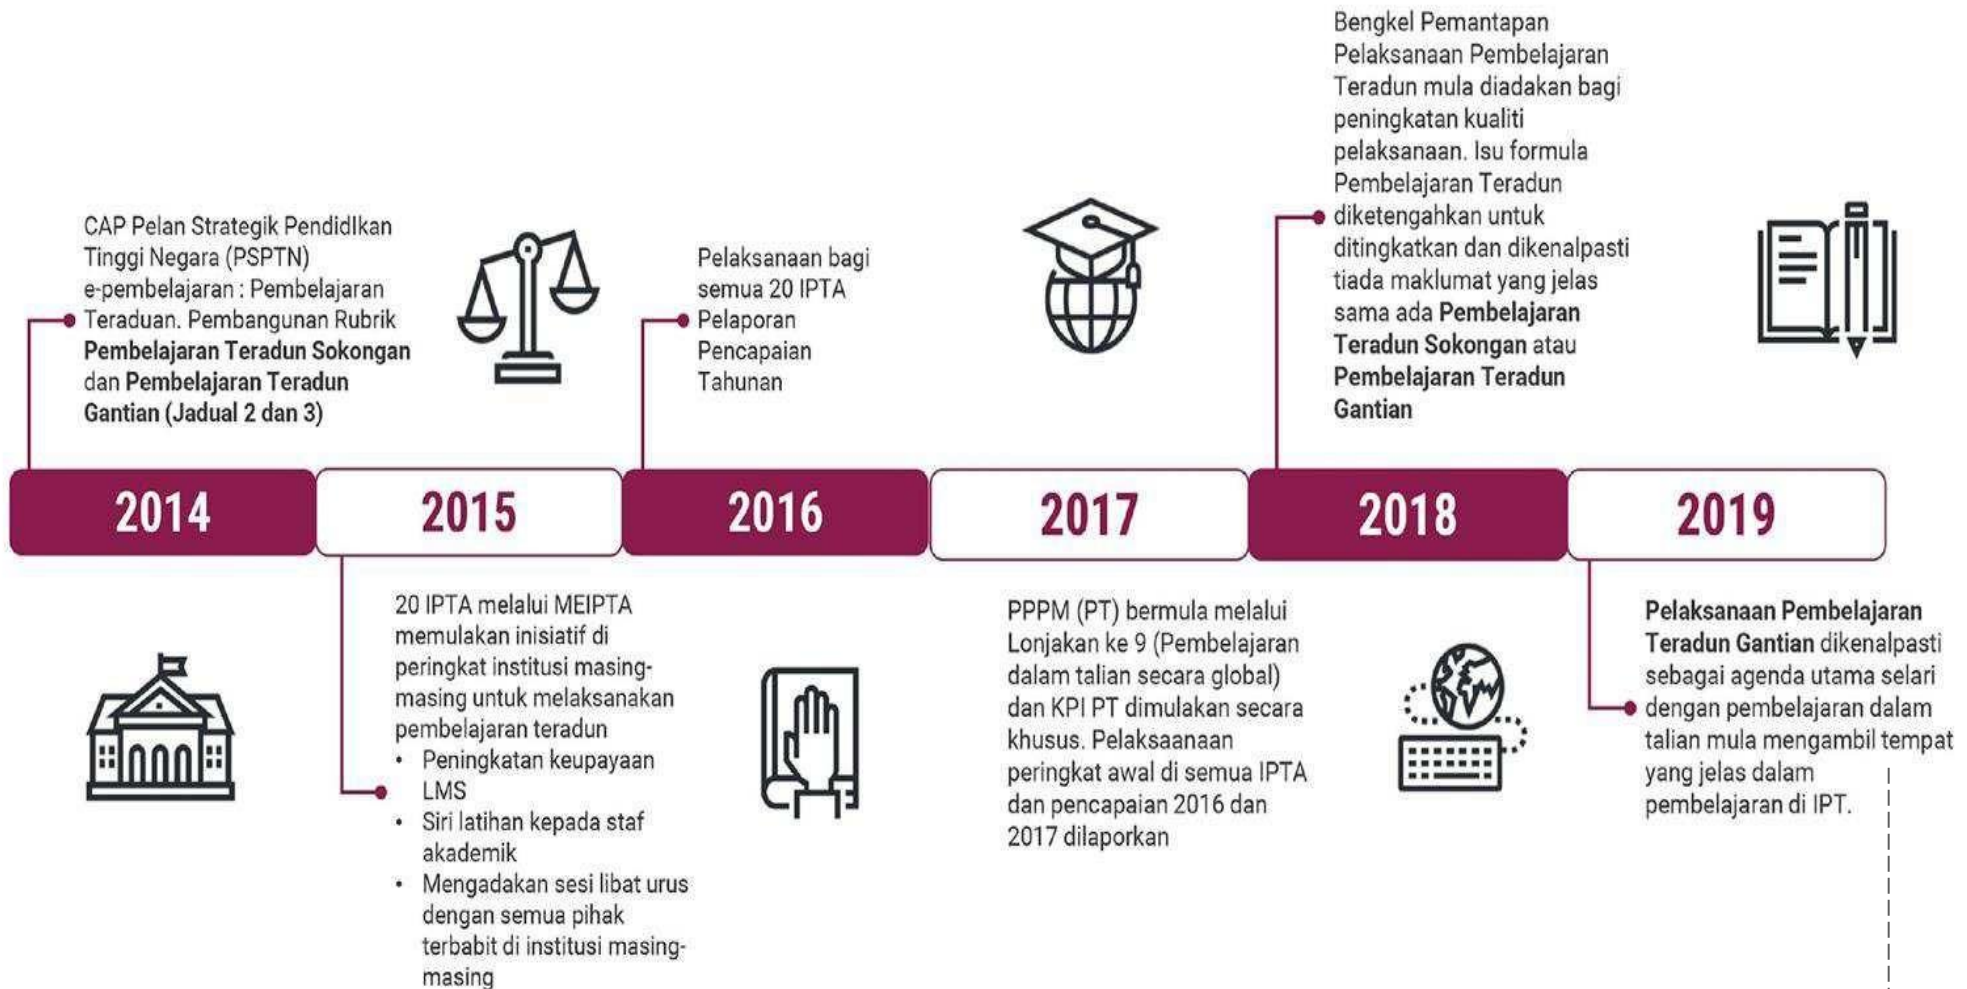 CAP Pelan Strategik Pendidlkan
Tinggi Negara (PSPTN)
e-pembelajaran : Pembelajaran
Teraduan. Pembangunan Rubrik
Pembelajaran Teradun Sokongan
dan Pembelajaran Teradun
Gantian (Jadual 2 dan 3)
Pelaksanaan bagi
semua 20 IPTA
Pelaporan
Pencapaian
Tahunan
Bengkel Pemantapan
Pelaksanaan Pembelajaran
Teradun mula diadakan bagi
peningkatan kualiti
pelaksanaan. Isu formula
Pembelajaran Teradun
diketengahkan untuk
ditingkatkan dan dikenalpasti
tiada maklumat yang jelas
sama ada Pembelajaran
Teradun Sokongan atau
Pembelajaran Teradun
Gantian
2014
2015
2016
2017
2018
2019
20 IPTA melalui MEIPTA
memulakan inisiatif di
peringkat institusi masing-
masing untuk melaksanakan
pembelajaran teradun
• Peningkatan keupayaan
LMS
• Siri latihan kepada staf
akademik
• Mengadakan sesi libat urus
dengan semua pihak
terbabit di institusi masing-
masing
PPPM (PT) bermula melalui
Lonjakan ke 9 (Pembelajaran
dalam talian secara global)
dan KPI PT dimulakan secara
khusus. Pelaksaanaan
peringkat awal di semua IPTA
dan pencapaian 2016 dan
2017 dilaporkan
Pelaksanaan Pembelajaran
Teradun Gantian dikenalpasti
sebagai agenda utama selari
dengan pembelajaran dalam
talian mula mengambil tempat
yang jelas dalam
pembelajaran di IPT.